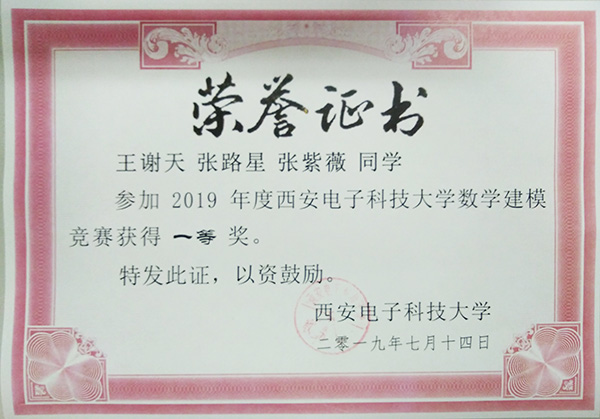 荣誉证书
王谢天 张路星 张紫薇 同学
参加 2019 年度西安电子科技大学数学建模
竞赛获得 一等 奖。
特发此证，以资鼓励。
西安电子科技大学
二零一九年七月十四日